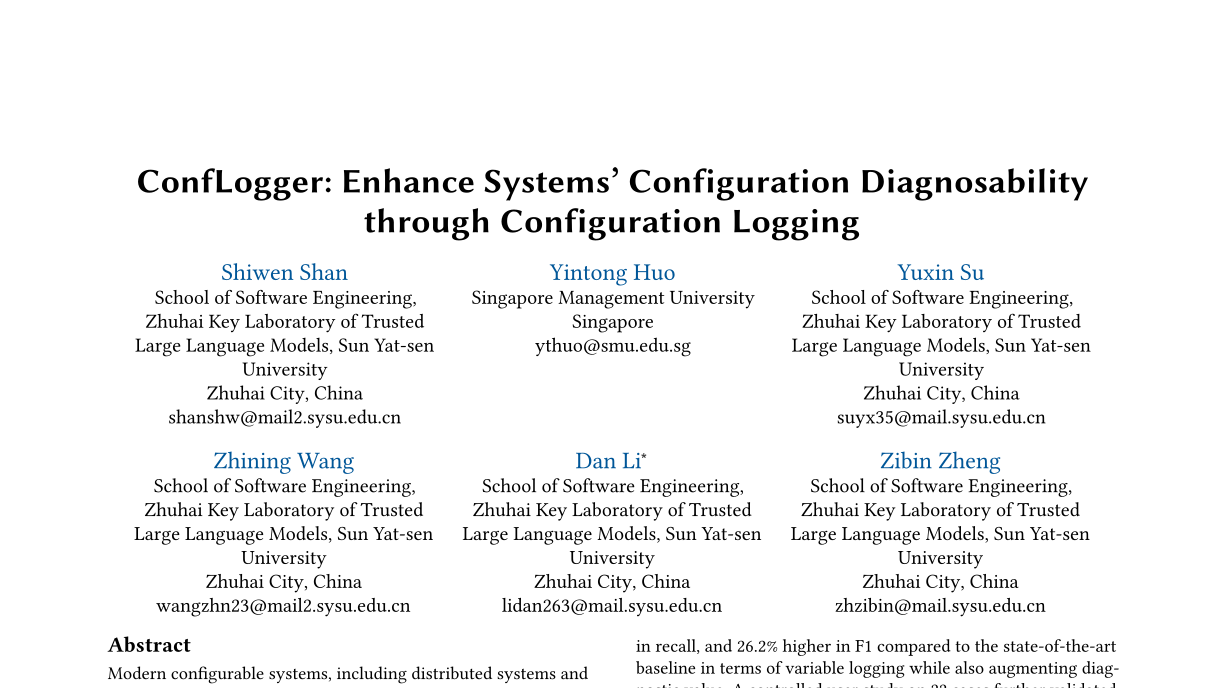 ConfLogger: Enhance Systems’ Configuration Diagnosability
through Configuration Logging
Shiwen Shan
School of Software Engineering,
Zhuhai Key Laboratory of Trusted
Large Language Models, Sun Yat-sen
University
Zhuhai City, China
shanshw@mail2.sysu.edu.cn
Yintong Huo
Singapore Management University
Singapore
ythuo@smu.edu.sg
Yuxin Su
School of Software Engineering,
Zhuhai Key Laboratory of Trusted
Large Language Models, Sun Yat-sen
University
Zhuhai City, China
suyx35@mail.sysu.edu.cn
Zhining Wang
School of Software Engineering,
Zhuhai Key Laboratory of Trusted
Large Language Models, Sun Yat-sen
University
Zhuhai City, China
wangzhn23@mail2.sysu.edu.cn
Dan Li*
School of Software Engineering,
Zhuhai Key Laboratory of Trusted
Large Language Models, Sun Yat-sen
University
Zhuhai City, China
lidan263@mail.sysu.edu.cn
Zibin Zheng
School of Software Engineering,
Zhuhai Key Laboratory of Trusted
Large Language Models, Sun Yat-sen
University
Zhuhai City, China
zhzibin@mail.sysu.edu.cn
Abstract
Modern configurable systems, including distributed systems and
in recall, and 26.2% higher in F1 compared to the state-of-the-art
baseline in terms of variable logging while also augmenting diag-